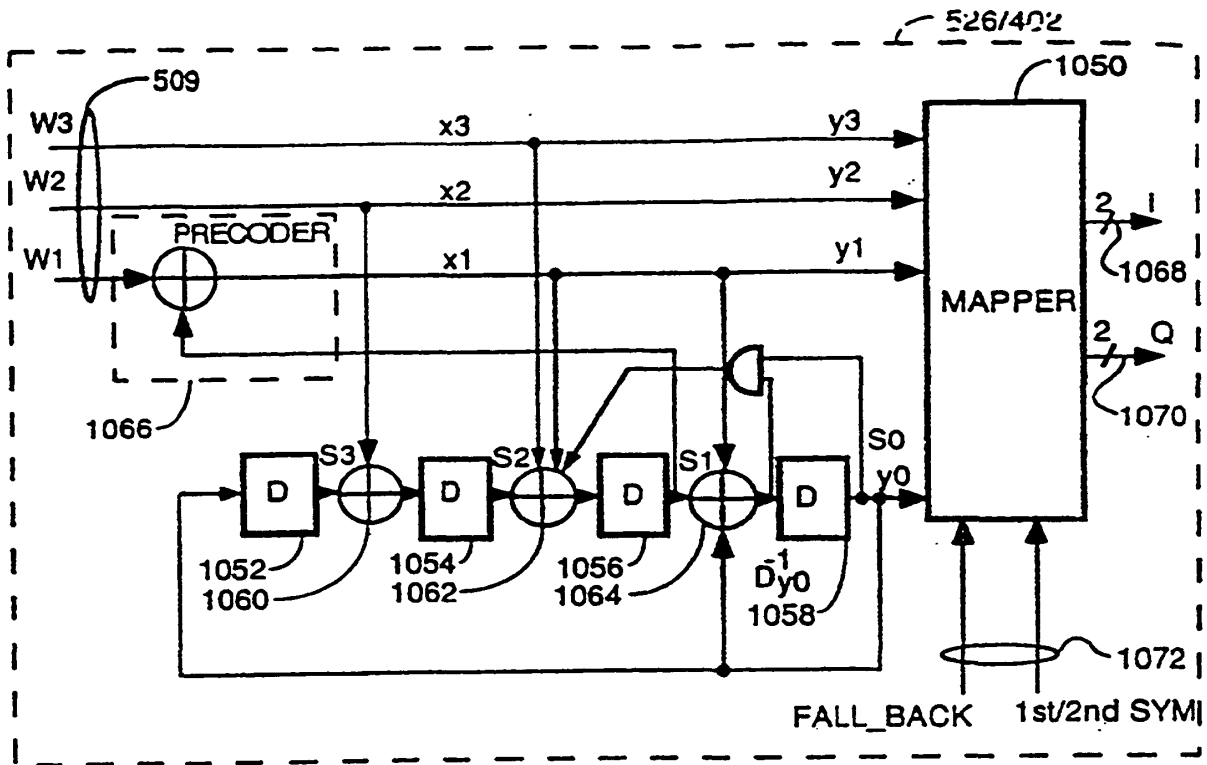 526/402
509
1050
W3
x3
y3
W2
x2
y2
PRECODER
W1
x1
y1
MAPPER
2
I
1068
2
Q
1070
1066
S3
S2
S1
S0
y0
D
D
D
D
1052
1060
1054
1062
1056
1064
D-1y0
1058
1072
FALL_BACK
1st/2nd SYM